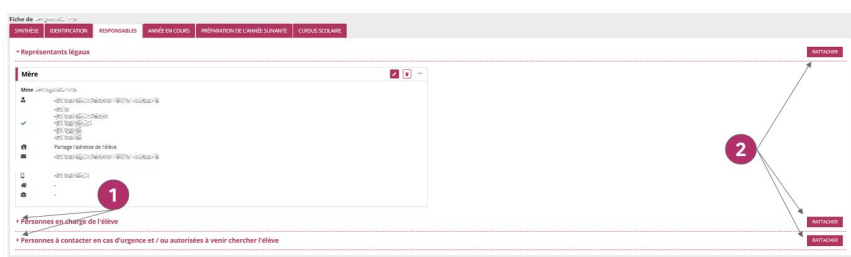 Fiche de
SYNTHÈSE IDENTIFICATION RESPONSABLES ANNÉE EN COURS PRÉPARATION DE L'ANNÉE SUIVANTE CURSUS SCOLAIRE
Représentants légaux RATTACHER
Mère
Mme
Partage l'adresse de l'élève
-
-
1
2
Personnes en charge de l'élève RATTACHER
Personnes à contacter en cas d'urgence et / ou autorisées à venir chercher l'élève RATTACHER